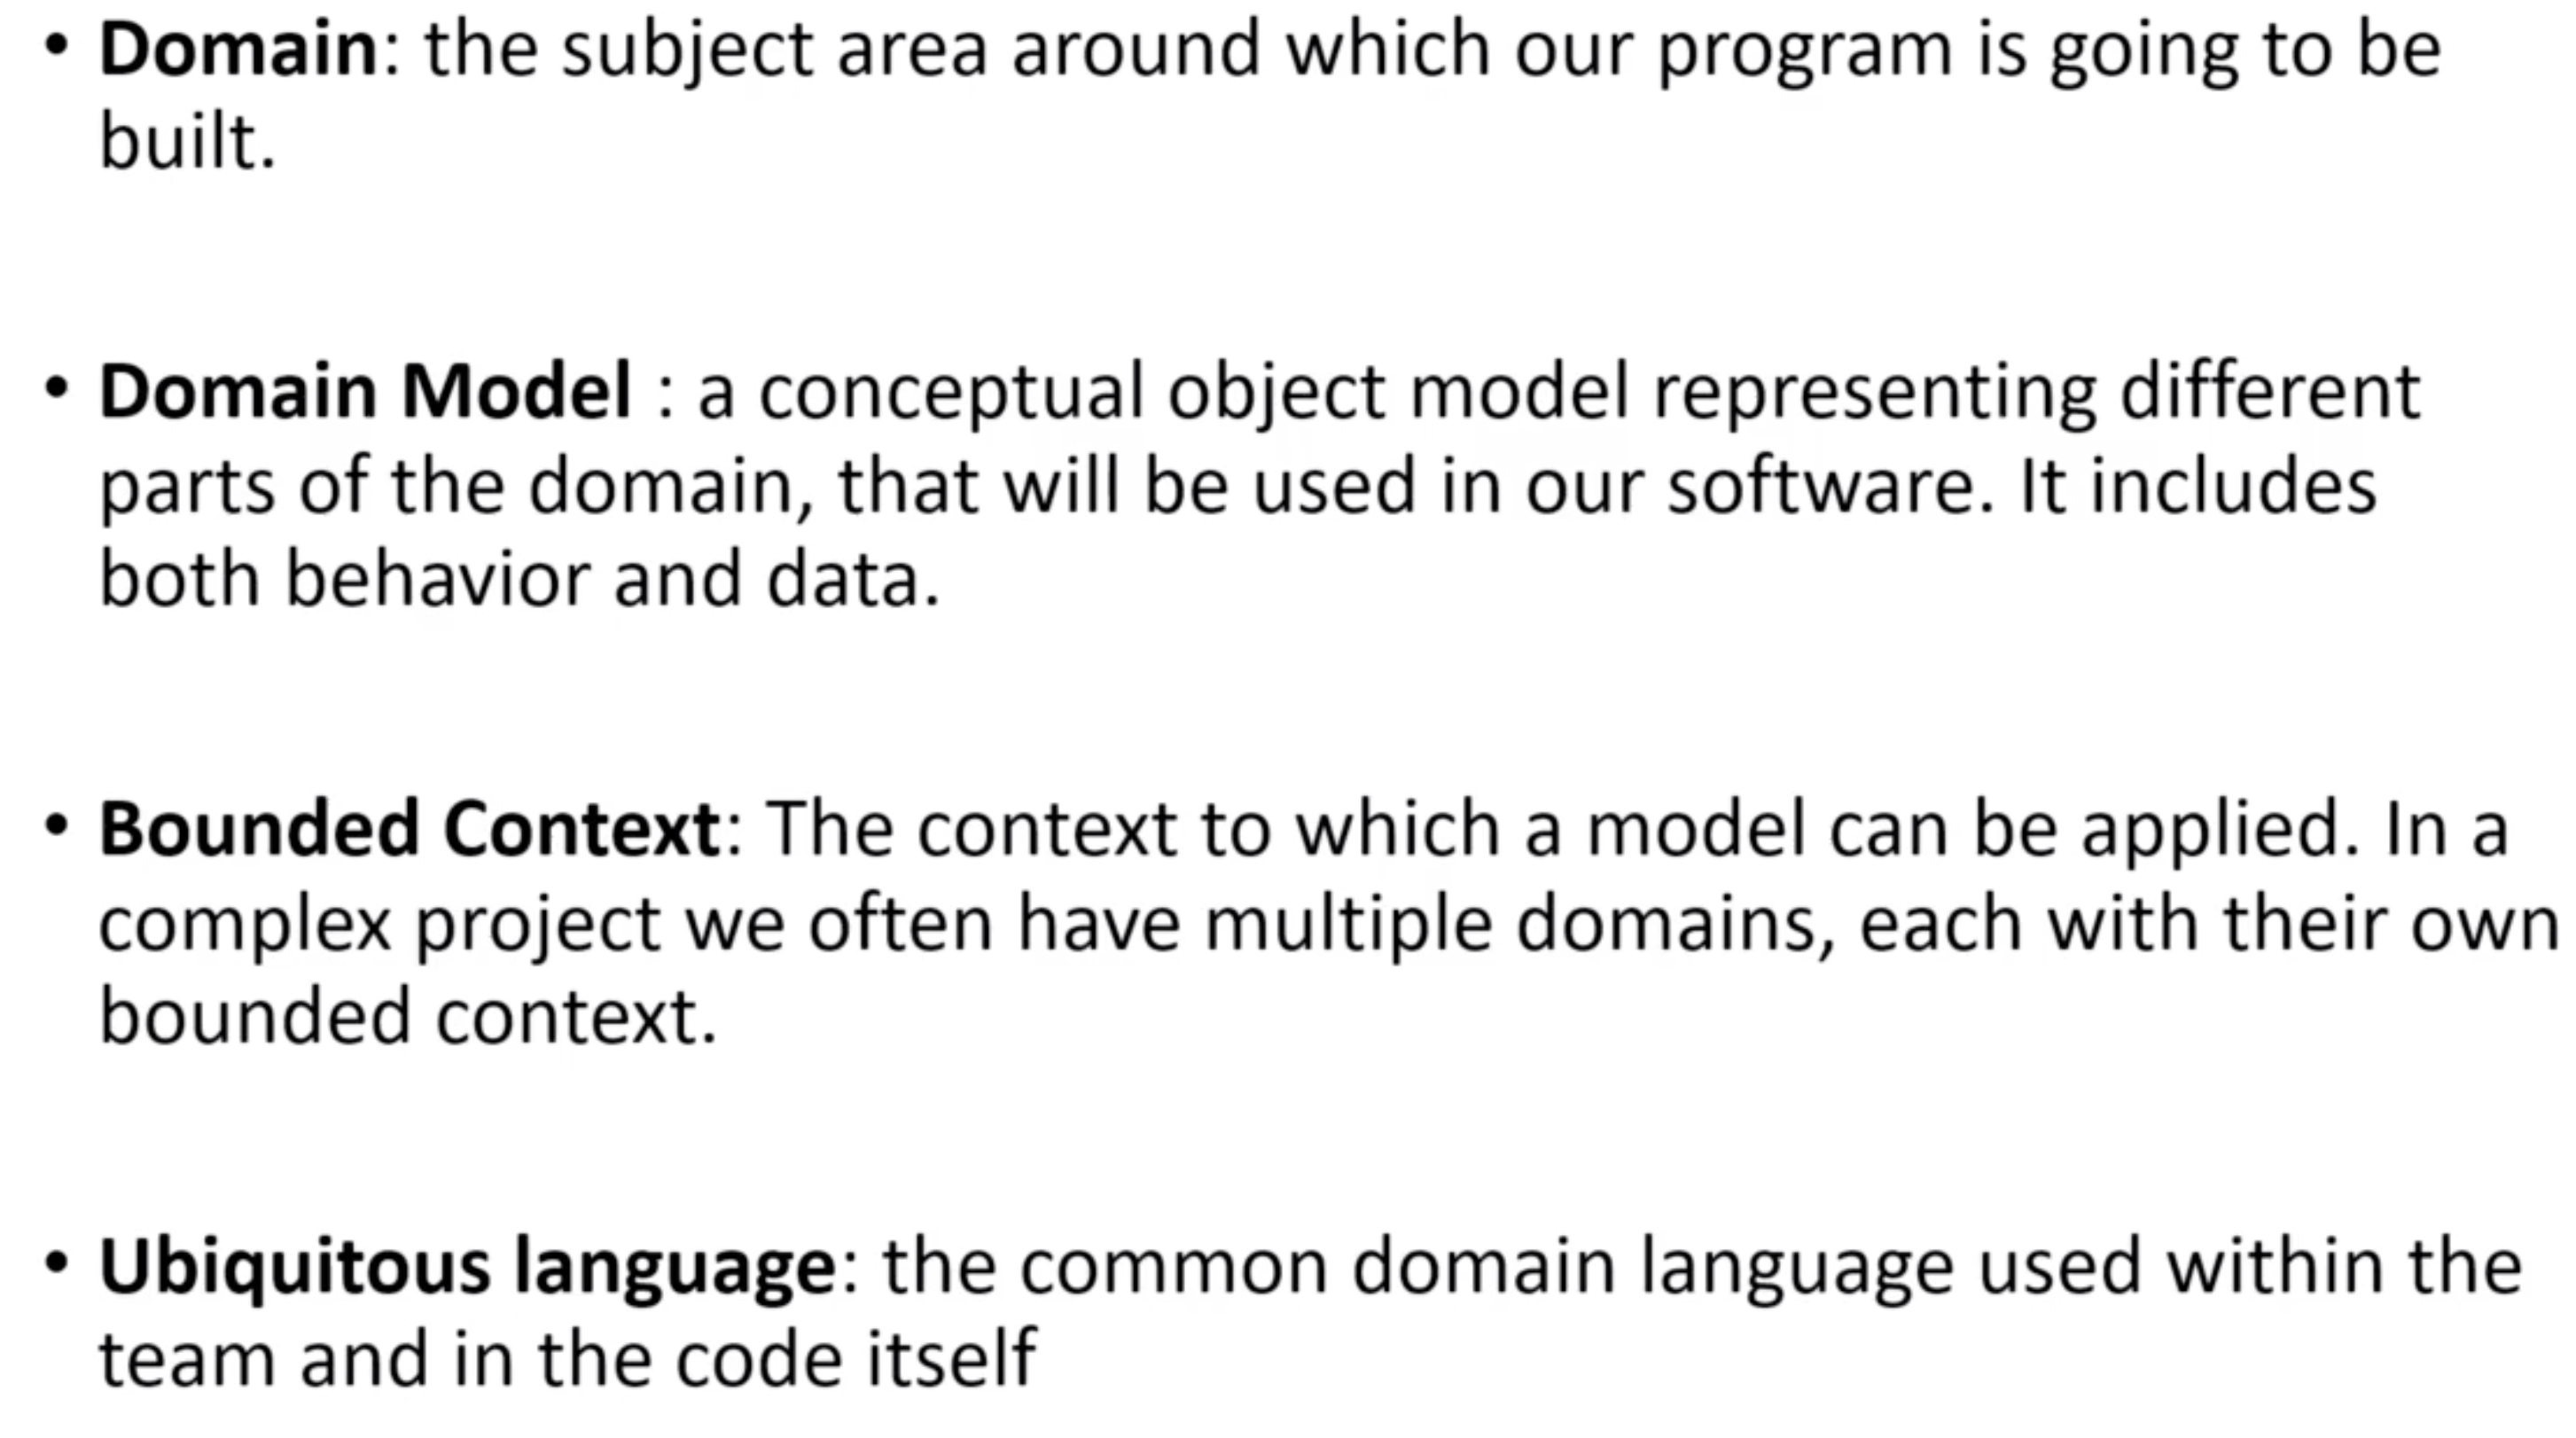 • Domain: the subject area around which our program is going to be
built.
• Domain Model : a conceptual object model representing different
parts of the domain, that will be used in our software. It includes
both behavior and data.
• Bounded Context: The context to which a model can be applied. In a
complex project we often have multiple domains, each with their own
bounded context.
• Ubiquitous language: the common domain language used within the
team and in the code itself